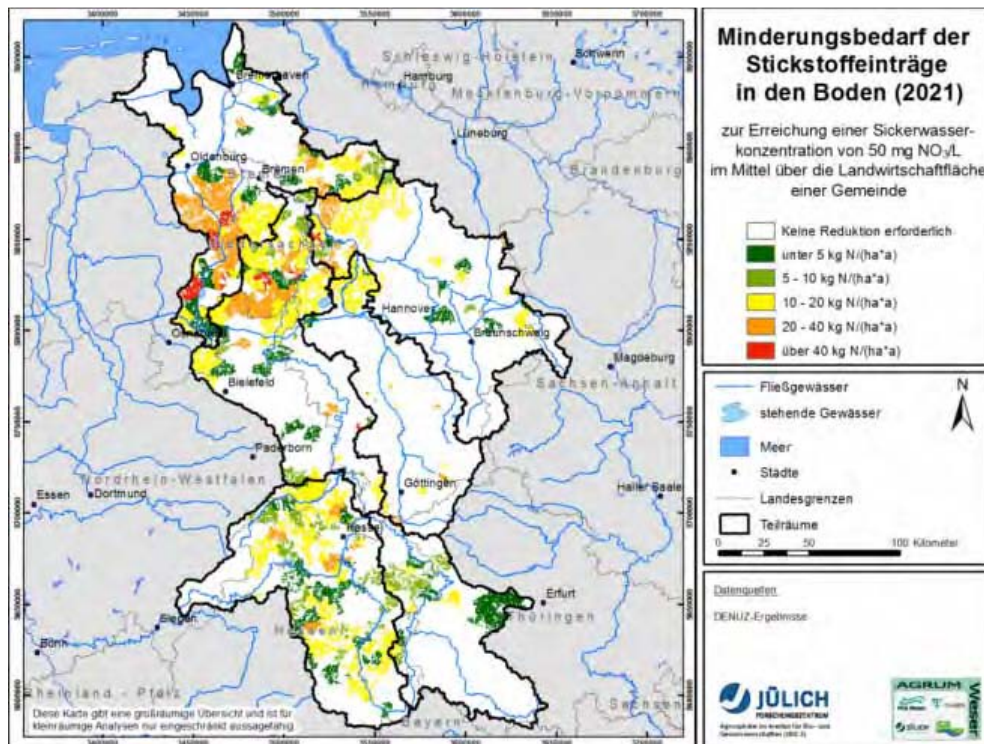 Minderungsbedarf der
Stickstoffeinträge
in den Boden (2021)
zur Erreichung einer Sickerwasser-
konzentration von 50 mg NO₃/L
im Mittel über die Landwirtschaftfläche
einer Gemeinde
Keine Reduktion erforderlich
unter 5 kg N/(ha*a)
5 - 10 kg N/(ha*a)
10 - 20 kg N/(ha*a)
20 - 40 kg N/(ha*a)
über 40 kg N/(ha*a)
Fließgewässer
N
stehende Gewässer
Meer
Städte
Landesgrenzen
Teilräume
0 25 50 100 Kilometer
Datenquellen
DENUZ-Ergebnisse
JÜLICH
FORSCHUNGSZENTRUM
AGRUM
Weser
Schleswig-Holstein
Schwerin
Hamburg
Bremerhaven
Mecklenburg-Vorpommern
Lüneburg
Oldenburg
Bremen
Brandenburg
Hannover
Braunschweig
Magdeburg
Sachsen-Anhalt
Bielefeld
Paderborn
Nordrhein-Westfalen
Göttingen
Halle/Saale
Essen
Dortmund
Kassel
Erfurt
Thüringen
Siegen
Hessen
Bonn
Rheinland - Pfalz
Sachsen
Bayern
Diese Karte gibt eine großräumige Übersicht und ist für
kleinräumige Analysen nur eingeschränkt aussagefähig.